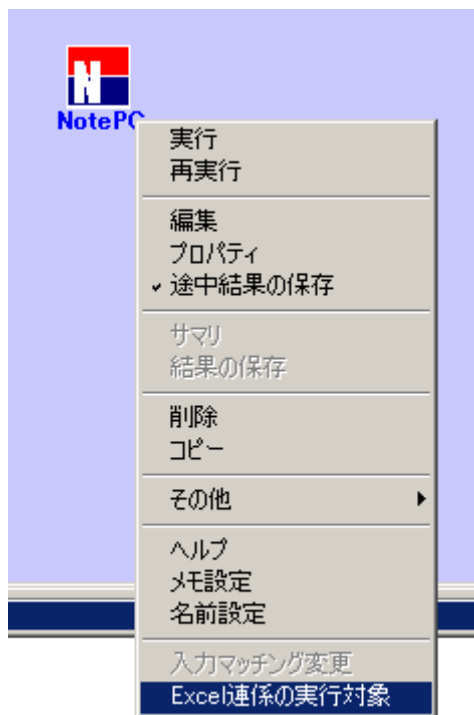 N
NotePC
実行
再実行
編集
プロパティ
途中結果の保存
サマリ
結果の保存
削除
コピー
その他
ヘルプ
メモ設定
名前設定
入力マッチング変更
Excel連係の実行対象